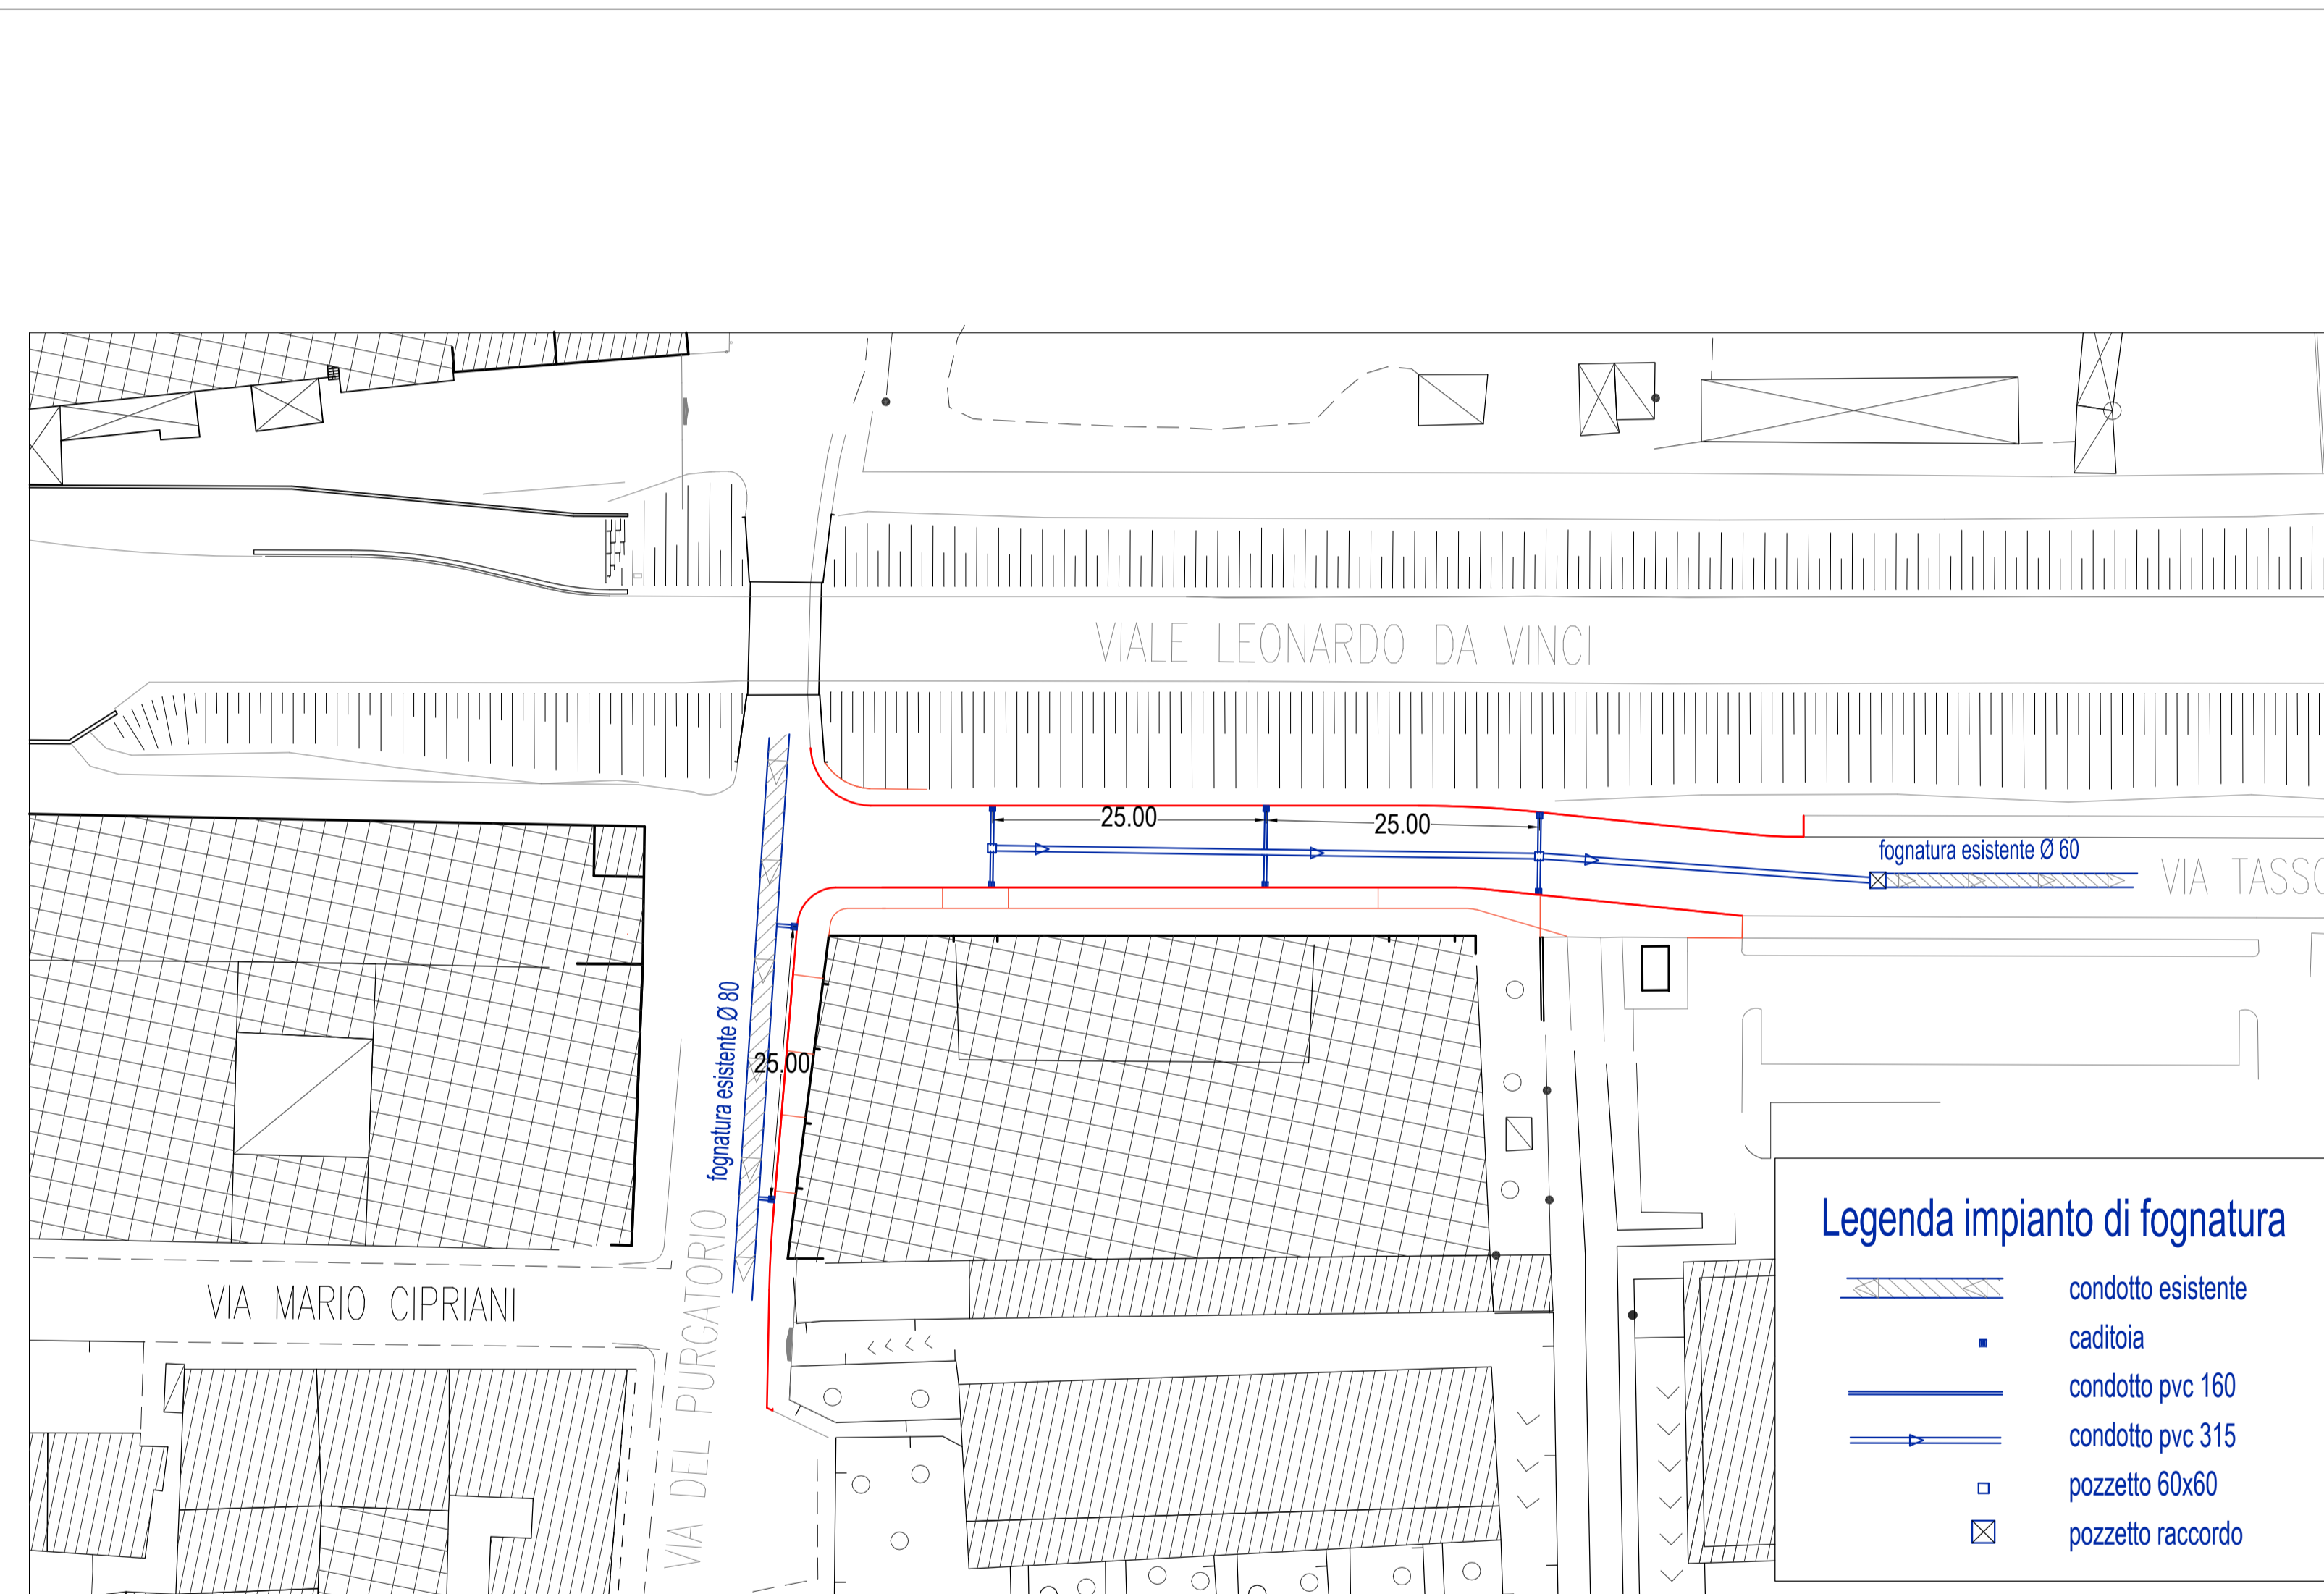 VIALE LEONARDO DA VINCI
25.00
25.00
fognatura esistente Ø 60
VIA TASSO
fognatura esistente Ø 80
25.00
VIA MARIO CIPRIANI
VIA DEL PURGATORIO
Legenda impianto di fognatura
condotto esistente
caditoia
condotto pvc 160
condotto pvc 315
pozzetto 60x60
pozzetto raccordo